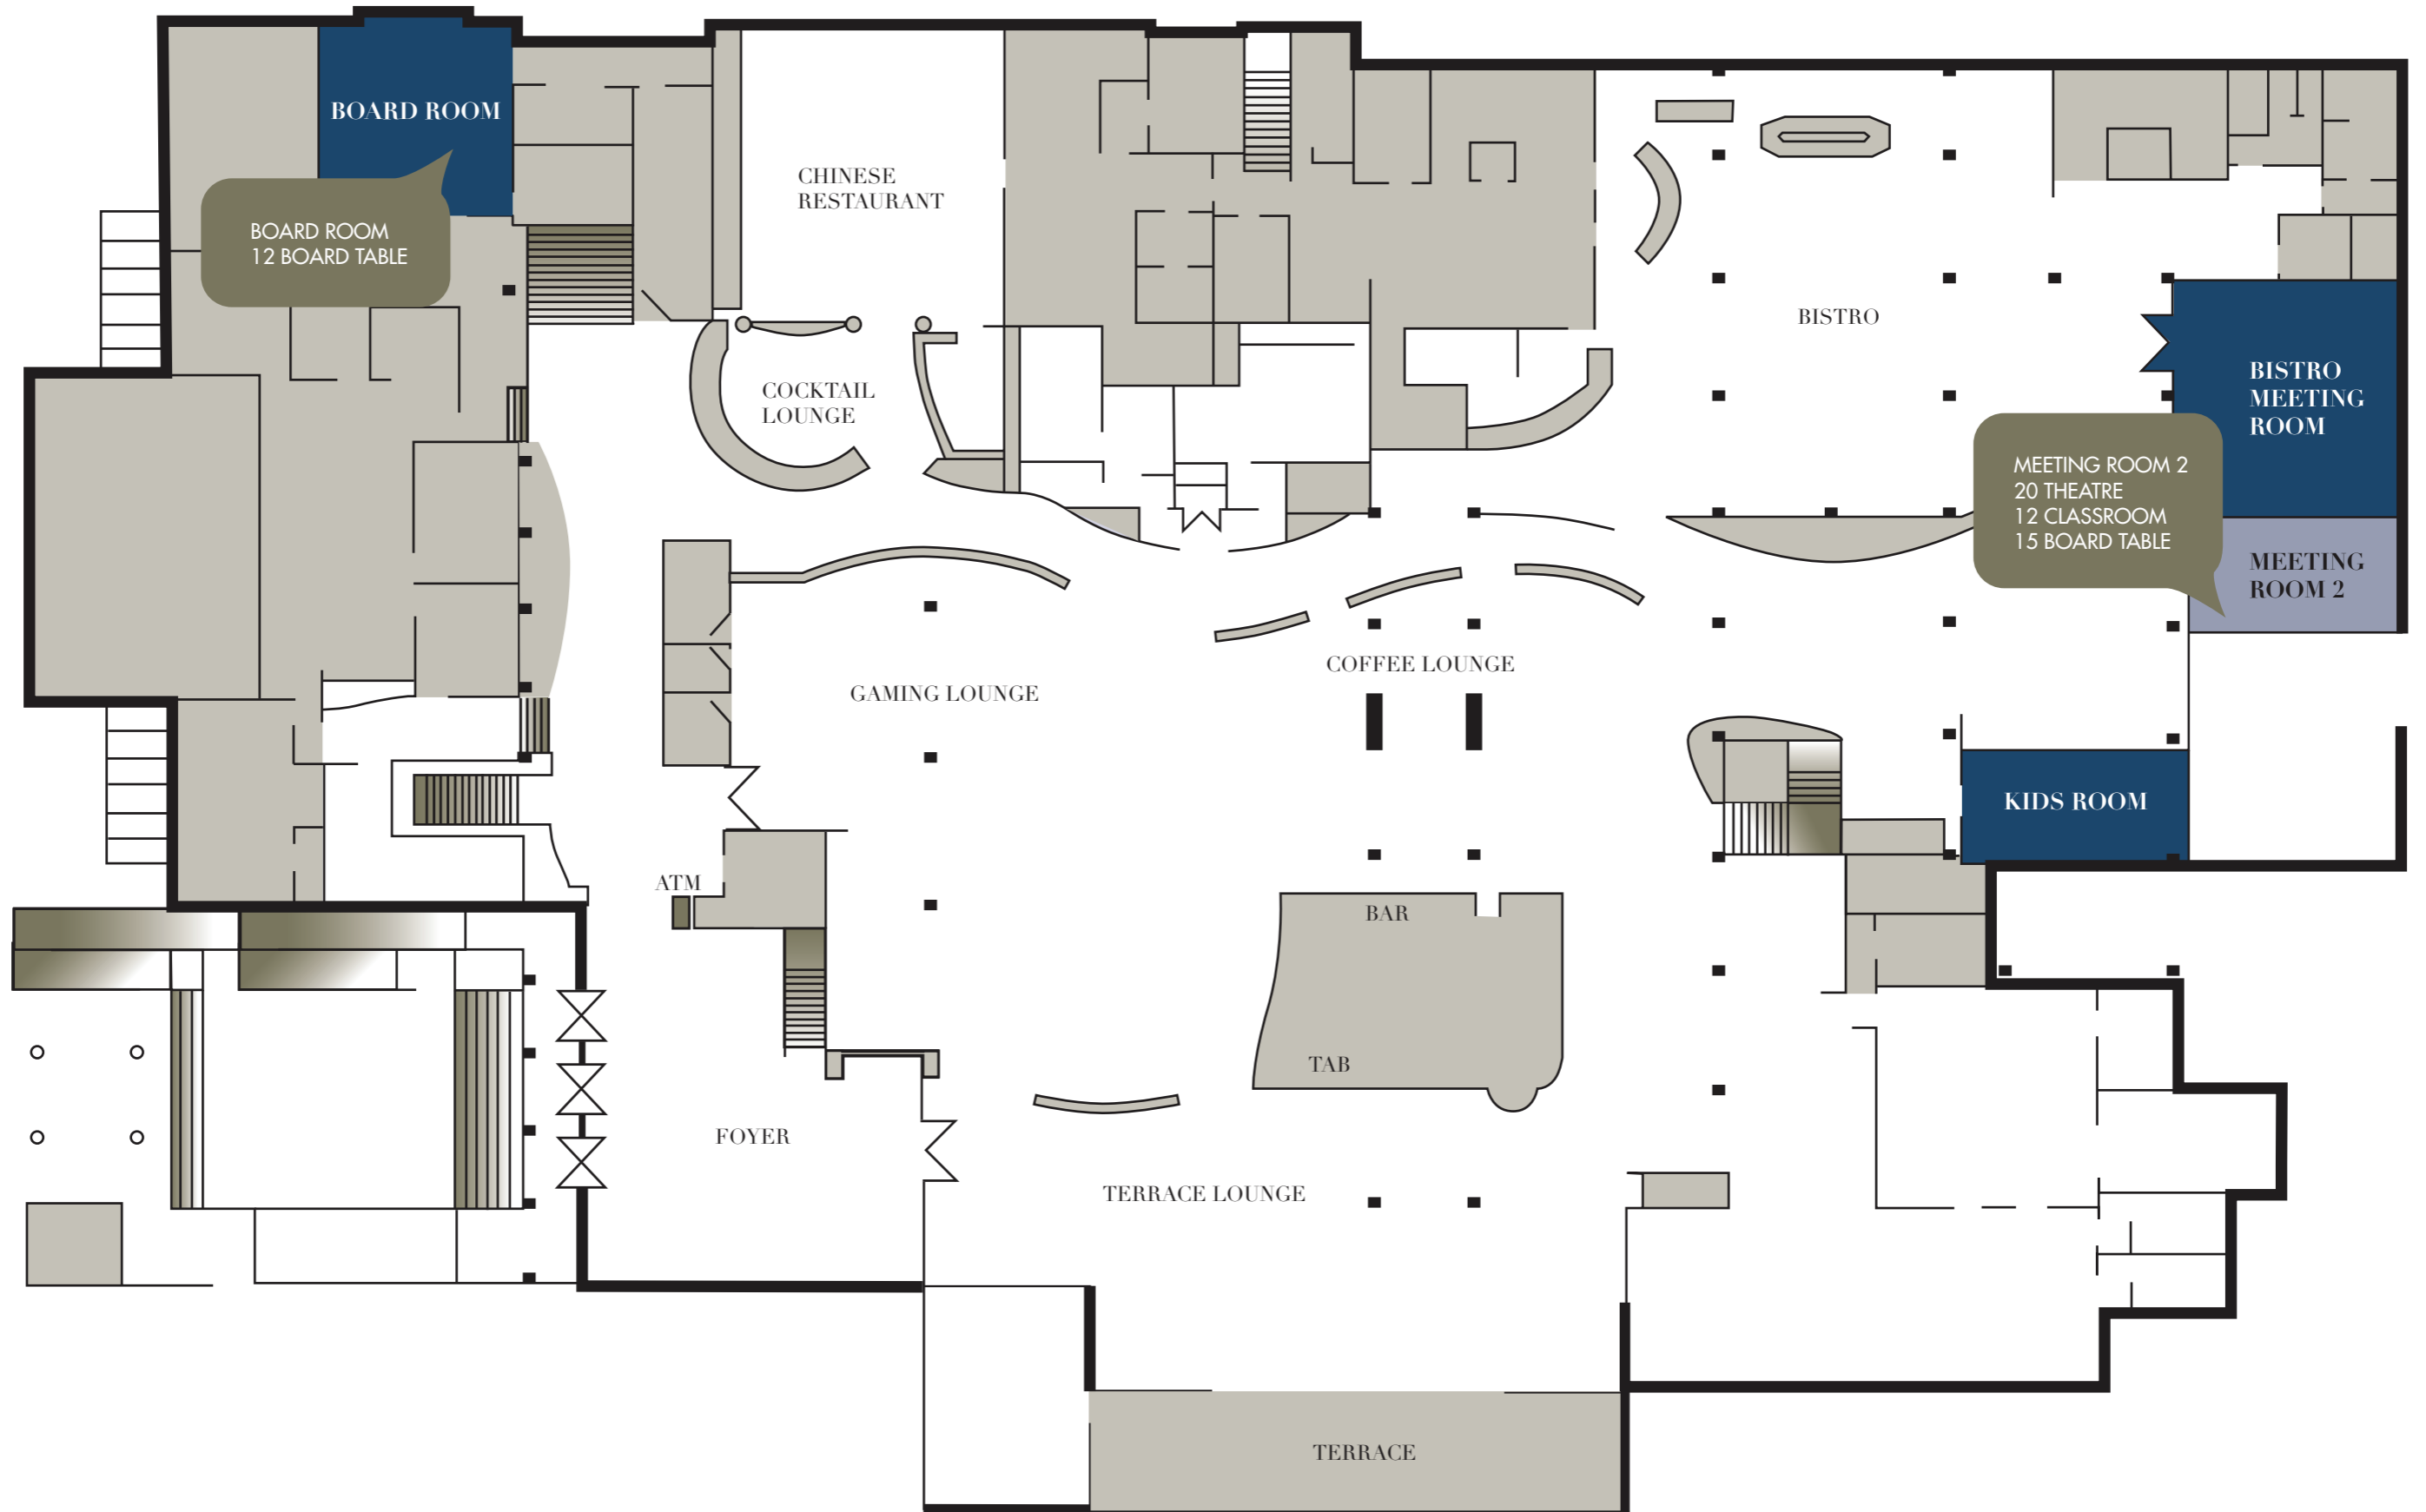 BOARD ROOM
BOARD ROOM
12 BOARD TABLE
CHINESE
RESTAURANT
COCKTAIL
LOUNGE
BISTRO
BISTRO
MEETING
ROOM
MEETING ROOM 2
20 THEATRE
12 CLASSROOM
15 BOARD TABLE
MEETING
ROOM 2
GAMING LOUNGE
COFFEE LOUNGE
KIDS ROOM
ATM
BAR
TAB
FOYER
TERRACE LOUNGE
TERRACE